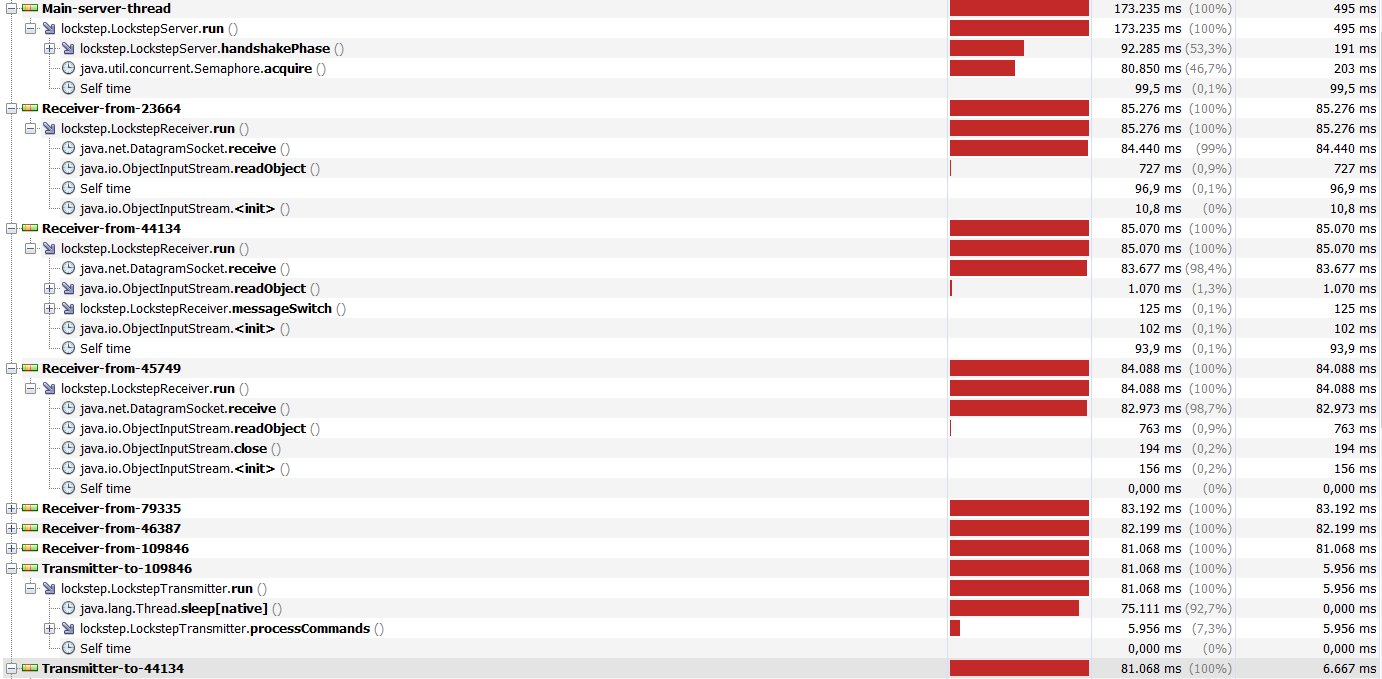 Main-server-thread 173.235 ms (100%) 495 ms
lockstep.LockstepServer.run () 173.235 ms (100%) 495 ms
lockstep.LockstepServer.handshakePhase () 92.285 ms (53,3%) 191 ms
java.util.concurrent.Semaphore.acquire () 80.850 ms (46,7%) 203 ms
Self time 99,5 ms (0,1%) 99,5 ms
Receiver-from-23664 85.276 ms (100%) 85.276 ms
lockstep.LockstepReceiver.run () 85.276 ms (100%) 85.276 ms
java.net.DatagramSocket.receive () 84.440 ms (99%) 84.440 ms
java.io.ObjectInputStream.readObject () 727 ms (0,9%) 727 ms
Self time 96,9 ms (0,1%) 96,9 ms
java.io.ObjectInputStream.<init> () 10,8 ms (0%) 10,8 ms
Receiver-from-44134 85.070 ms (100%) 85.070 ms
lockstep.LockstepReceiver.run () 85.070 ms (100%) 85.070 ms
java.net.DatagramSocket.receive () 83.677 ms (98,4%) 83.677 ms
java.io.ObjectInputStream.readObject () 1.070 ms (1,3%) 1.070 ms
lockstep.LockstepReceiver.messageSwitch () 125 ms (0,1%) 125 ms
java.io.ObjectInputStream.<init> () 102 ms (0,1%) 102 ms
Self time 93,9 ms (0,1%) 93,9 ms
Receiver-from-45749 84.088 ms (100%) 84.088 ms
lockstep.LockstepReceiver.run () 84.088 ms (100%) 84.088 ms
java.net.DatagramSocket.receive () 82.973 ms (98,7%) 82.973 ms
java.io.ObjectInputStream.readObject () 763 ms (0,9%) 763 ms
java.io.ObjectInputStream.close () 194 ms (0,2%) 194 ms
java.io.ObjectInputStream.<init> () 156 ms (0,2%) 156 ms
Self time 0,000 ms (0%) 0,000 ms
Receiver-from-79335 83.192 ms (100%) 83.192 ms
Receiver-from-46387 82.199 ms (100%) 82.199 ms
Receiver-from-109846 81.068 ms (100%) 81.068 ms
Transmitter-to-109846 81.068 ms (100%) 5.956 ms
lockstep.LockstepTransmitter.run () 81.068 ms (100%) 5.956 ms
java.lang.Thread.sleep[native] () 75.111 ms (92,7%) 0,000 ms
lockstep.LockstepTransmitter.processCommands () 5.956 ms (7,3%) 5.956 ms
Self time 0,000 ms (0%) 0,000 ms
Transmitter-to-44134 81.068 ms (100%) 6.667 ms